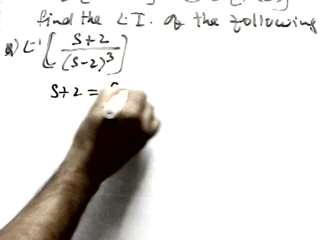 find the L I. of the following
a) L⁻¹ [ S+2 / (S-2)³ ]
S+2 =